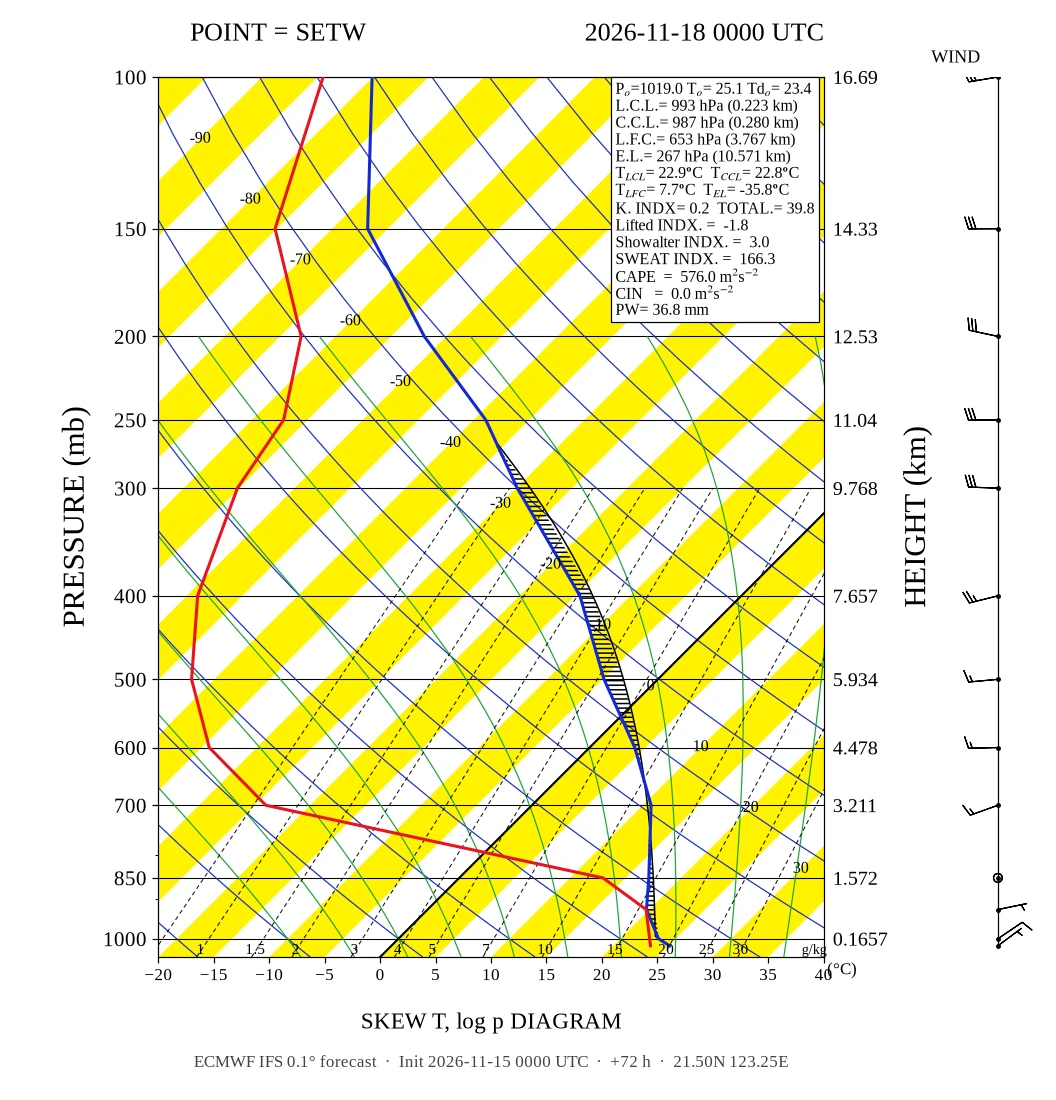 POINT = SETW
2026-11-18 0000 UTC
WIND
P₀=1019.0 T₀= 25.1 Td₀= 23.4
L.C.L.= 993 hPa (0.223 km)
C.C.L.= 987 hPa (0.280 km)
L.F.C.= 653 hPa (3.767 km)
E.L.= 267 hPa (10.571 km)
T_LCL= 22.9°C T_CCL= 22.8°C
T_LFC= 7.7°C T_EL= -35.8°C
K. INDX= 0.2 TOTAL.= 39.8
Lifted INDX. = -1.8
Showalter INDX. = 3.0
SWEAT INDX. = 166.3
CAPE = 576.0 m²s⁻²
CIN = 0.0 m²s⁻²
PW= 36.8 mm
100
150
200
250
300
400
500
600
700
850
1000
PRESSURE (mb)
-90
-80
-70
-60
-50
-40
-30
-20
-10
0
10
20
30
16.69
14.33
12.53
11.04
9.768
7.657
5.934
4.478
3.211
1.572
0.1657
HEIGHT (km)
1 1.5 2 3 4 5 7 10 15 20 25 30 g/kg
−20 −15 −10 −5 0 5 10 15 20 25 30 35 40 (°C)
SKEW T, log p DIAGRAM
ECMWF IFS 0.1° forecast · Init 2026-11-15 0000 UTC · +72 h · 21.50N 123.25E